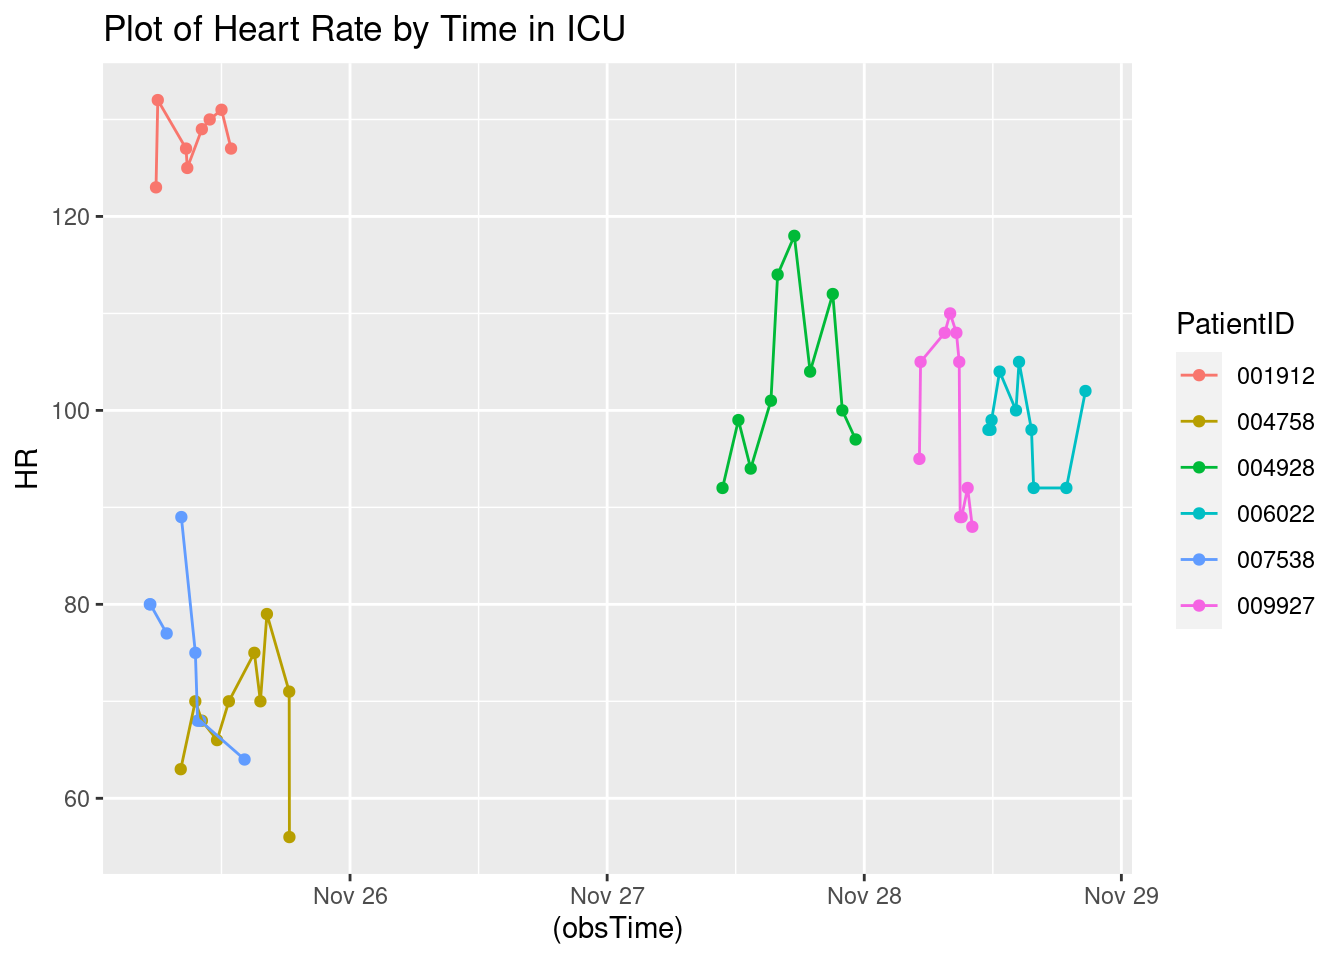 Plot of Heart Rate by Time in ICU
HR
120
100
80
60
Nov 26
Nov 27
Nov 28
Nov 29
(obsTime)
PatientID
001912
004758
004928
006022
007538
009927